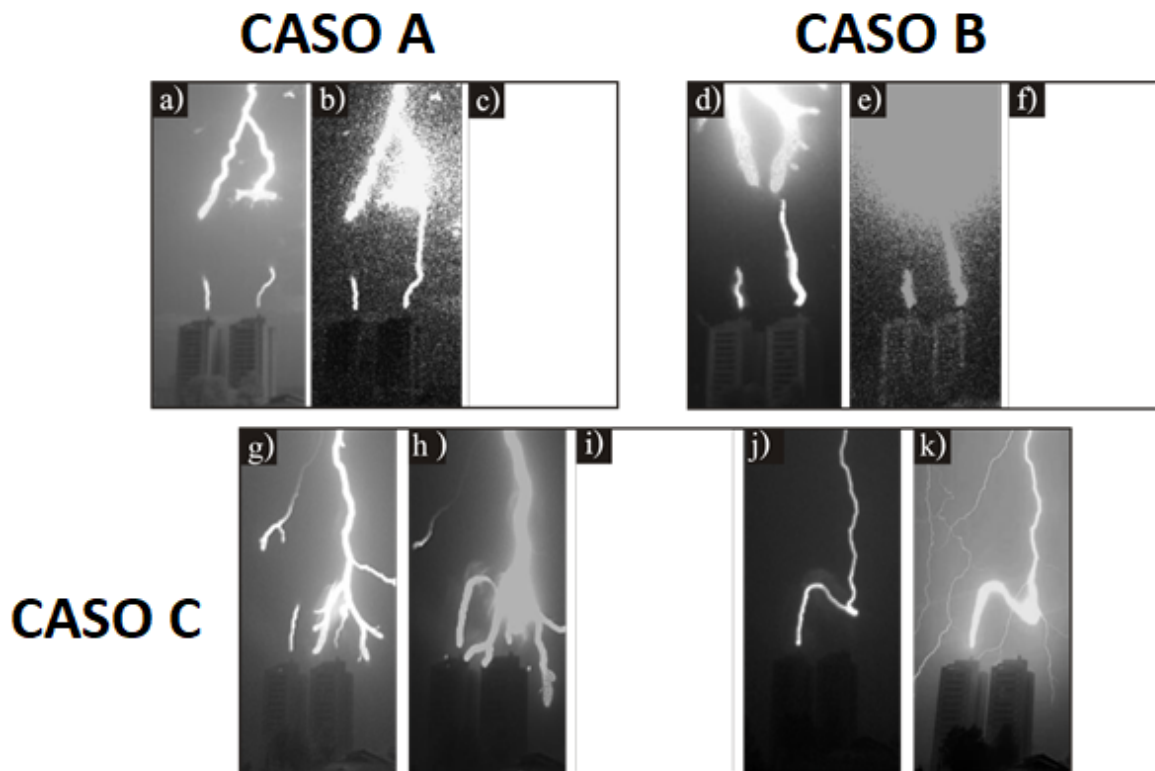 CASO A
CASO B
a) b) c)
d) e) f)
g) h) i) j) k)
CASO C